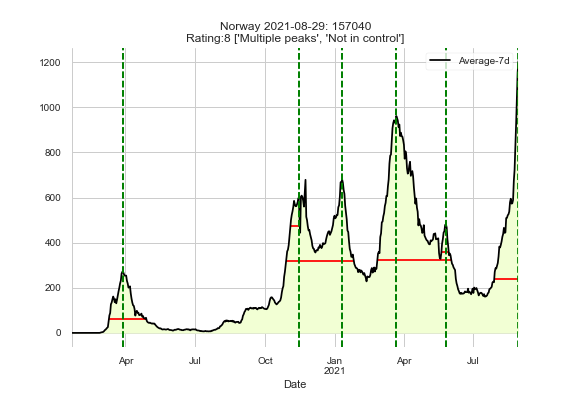 Norway 2021-08-29: 157040
Rating:8 ['Multiple peaks', 'Not in control']
Average-7d
1200
1000
800
600
400
200
0
Apr Jul Oct Jan Apr Jul
2021
Date